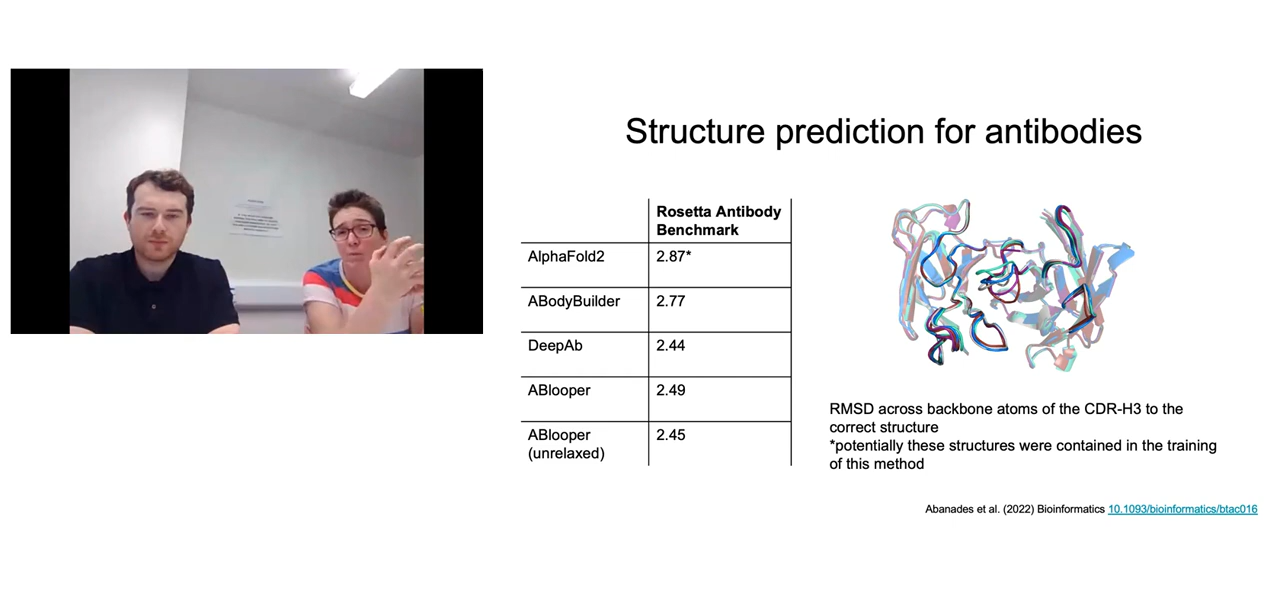 Structure prediction for antibodies
Rosetta Antibody
Benchmark
AlphaFold2 2.87*
ABodyBuilder 2.77
DeepAb 2.44
ABlooper 2.49
ABlooper 2.45
(unrelaxed)
RMSD across backbone atoms of the CDR-H3 to the
correct structure
*potentially these structures were contained in the training
of this method
Abanades et al. (2022) Bioinformatics 10.1093/bioinformatics/btac016